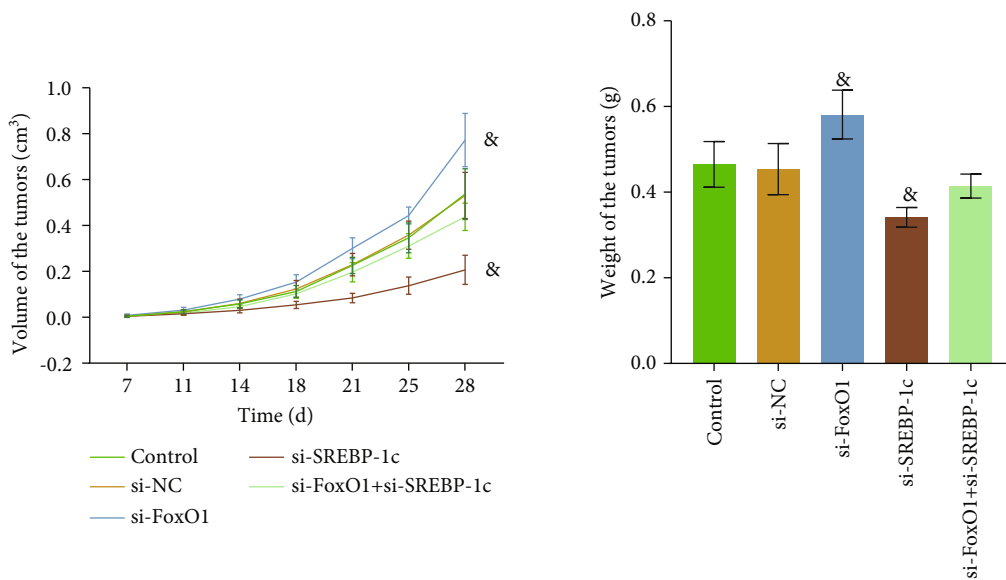 Volume of the tumors (cm³)
1.0
0.8
0.6
0.4
0.2
0.0
-0.2
&
&
7 11 14 18 21 25 28
Time (d)
Control
si-NC
si-FoxO1
si-SREBP-1c
si-FoxO1+si-SREBP-1c
Weight of the tumors (g)
0.8
0.6
0.4
0.2
0.0
&
&
Control
si-NC
si-FoxO1
si-SREBP-1c
si-FoxO1+si-SREBP-1c